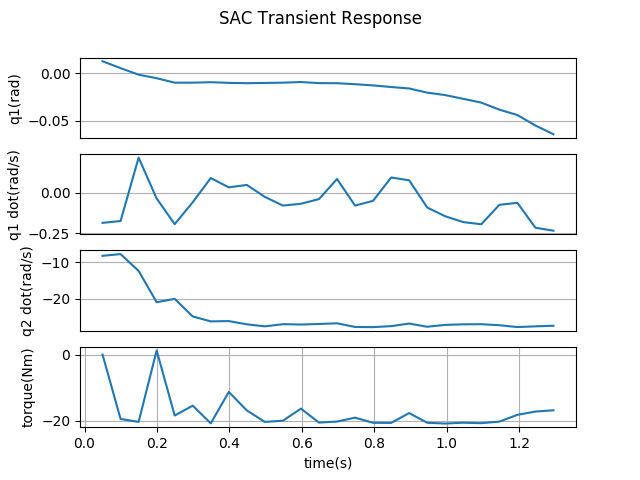 SAC Transient Response
q1(rad)
0.00
−0.05
q1 dot(rad/s)
0.00
−0.25
q2 dot(rad/s)
−10
−20
torque(Nm)
0
−20
0.0 0.2 0.4 0.6 0.8 1.0 1.2
time(s)